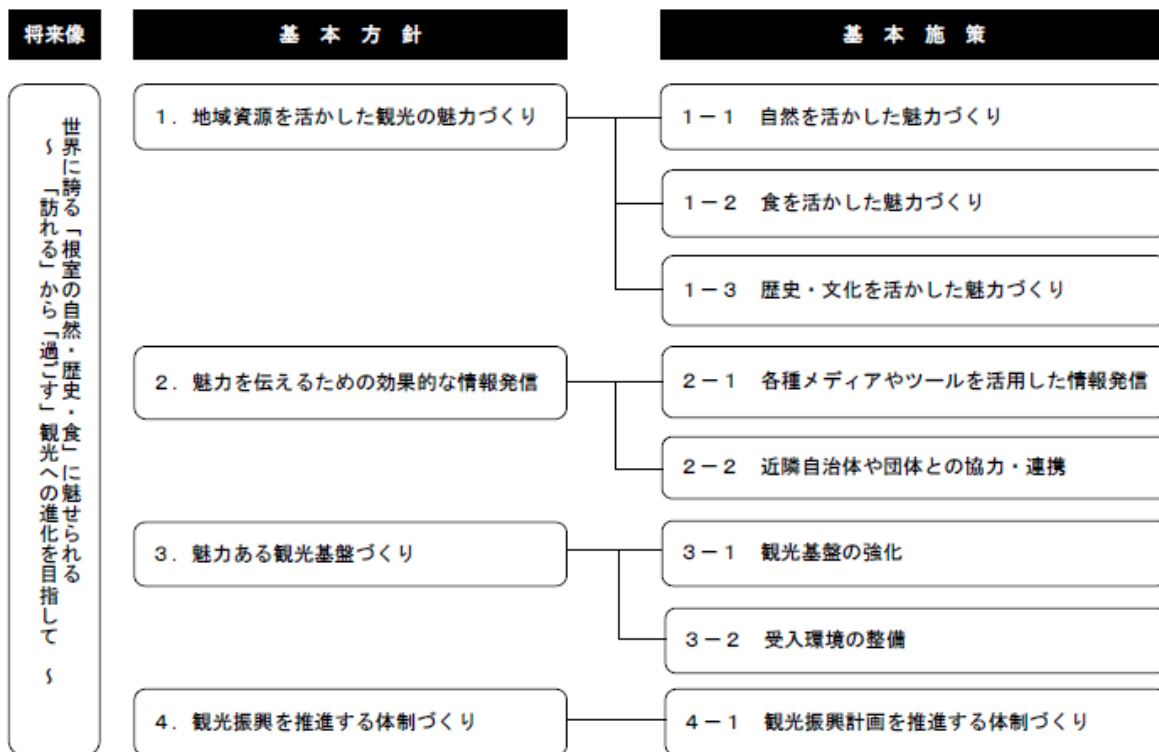 将来像
基本方針
基本施策
世界に誇る「根室の自然・歴史・食」に魅せられる
~ 「訪れる」から「過ごす」観光への進化を目指して ~
1．地域資源を活かした観光の魅力づくり
1－1 自然を活かした魅力づくり
1－2 食を活かした魅力づくり
1－3 歴史・文化を活かした魅力づくり
2．魅力を伝えるための効果的な情報発信
2－1 各種メディアやツールを活用した情報発信
2－2 近隣自治体や団体との協力・連携
3．魅力ある観光基盤づくり
3－1 観光基盤の強化
3－2 受入環境の整備
4．観光振興を推進する体制づくり
4－1 観光振興計画を推進する体制づくり